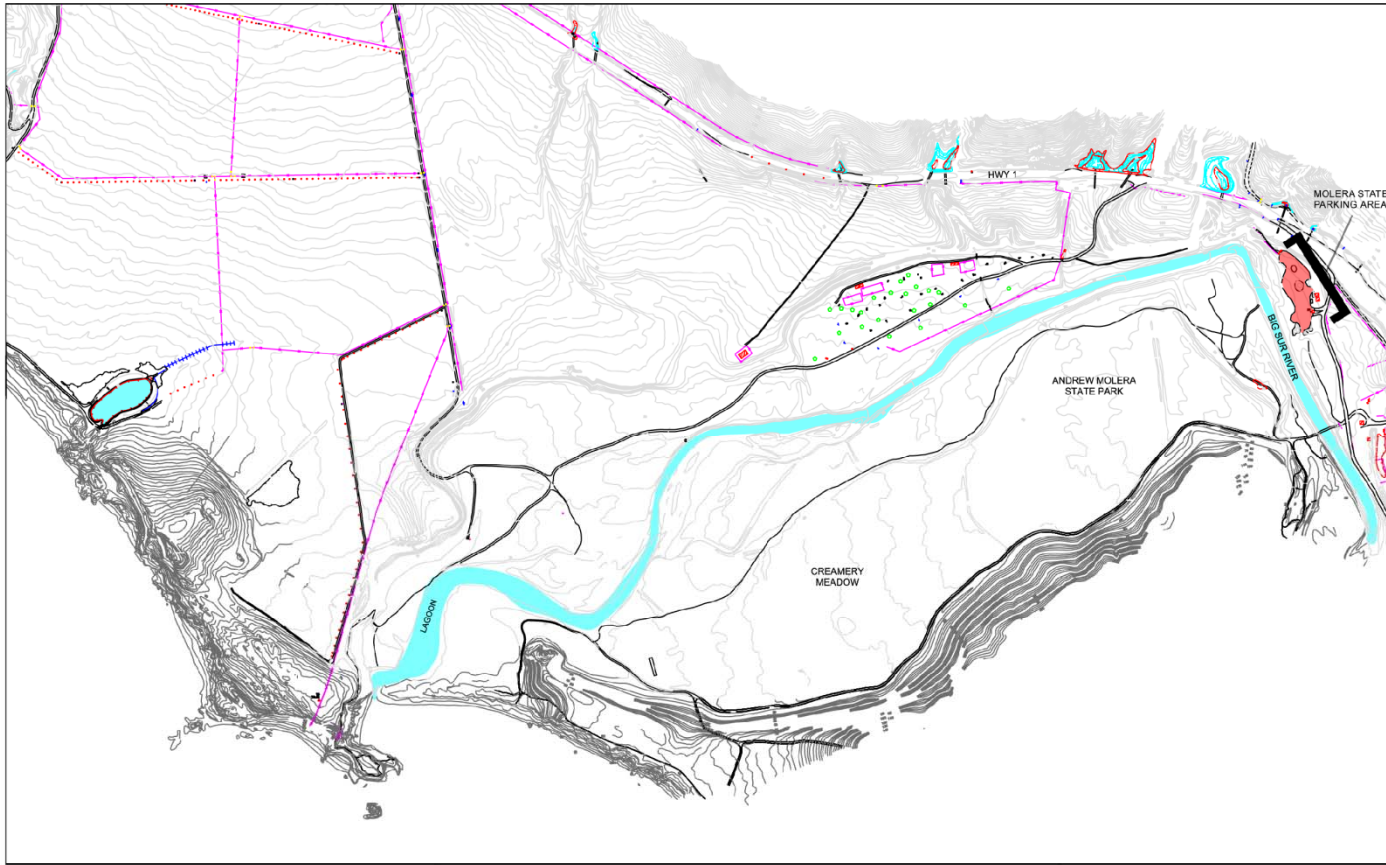 HWY 1
MOLERA STATE
PARKING AREA
BIG SUR RIVER
ANDREW MOLERA
STATE PARK
CREAMERY
MEADOW
LAGOON